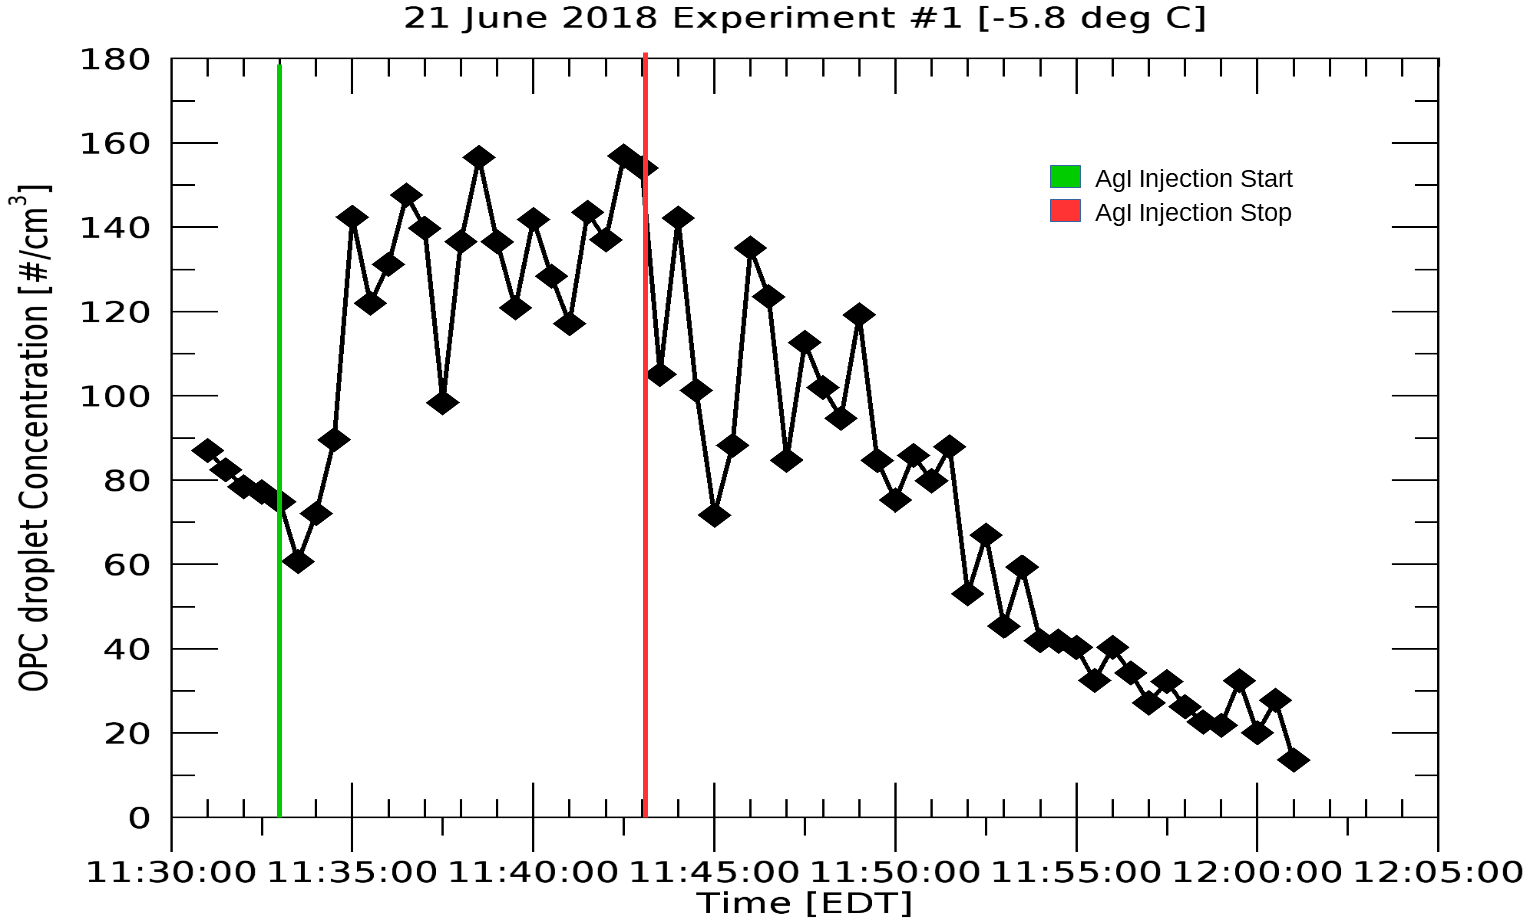 21 June 2018 Experiment #1 [-5.8 deg C]
OPC droplet Concentration [#/cm³]
180
160
140
120
100
80
60
40
20
0
AgI Injection Start
AgI Injection Stop
11:30:00 11:35:00 11:40:00 11:45:00 11:50:00 11:55:00 12:00:00 12:05:00
Time [EDT]